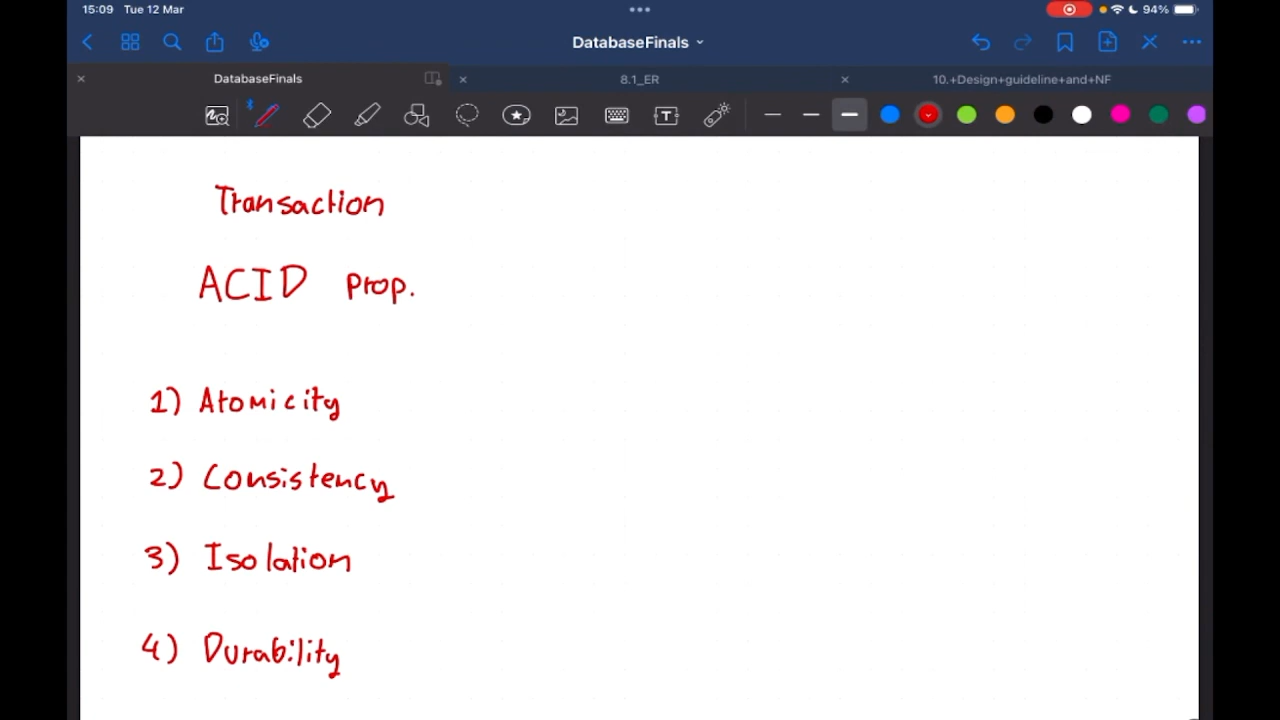 15:09 Tue 12 Mar
94%
DatabaseFinals
DatabaseFinals
8.1_ER
10.+Design+guideline+and+NF
Transaction
ACID prop.
1) Atomicity
2) Consistency
3) Isolation
4) Durability